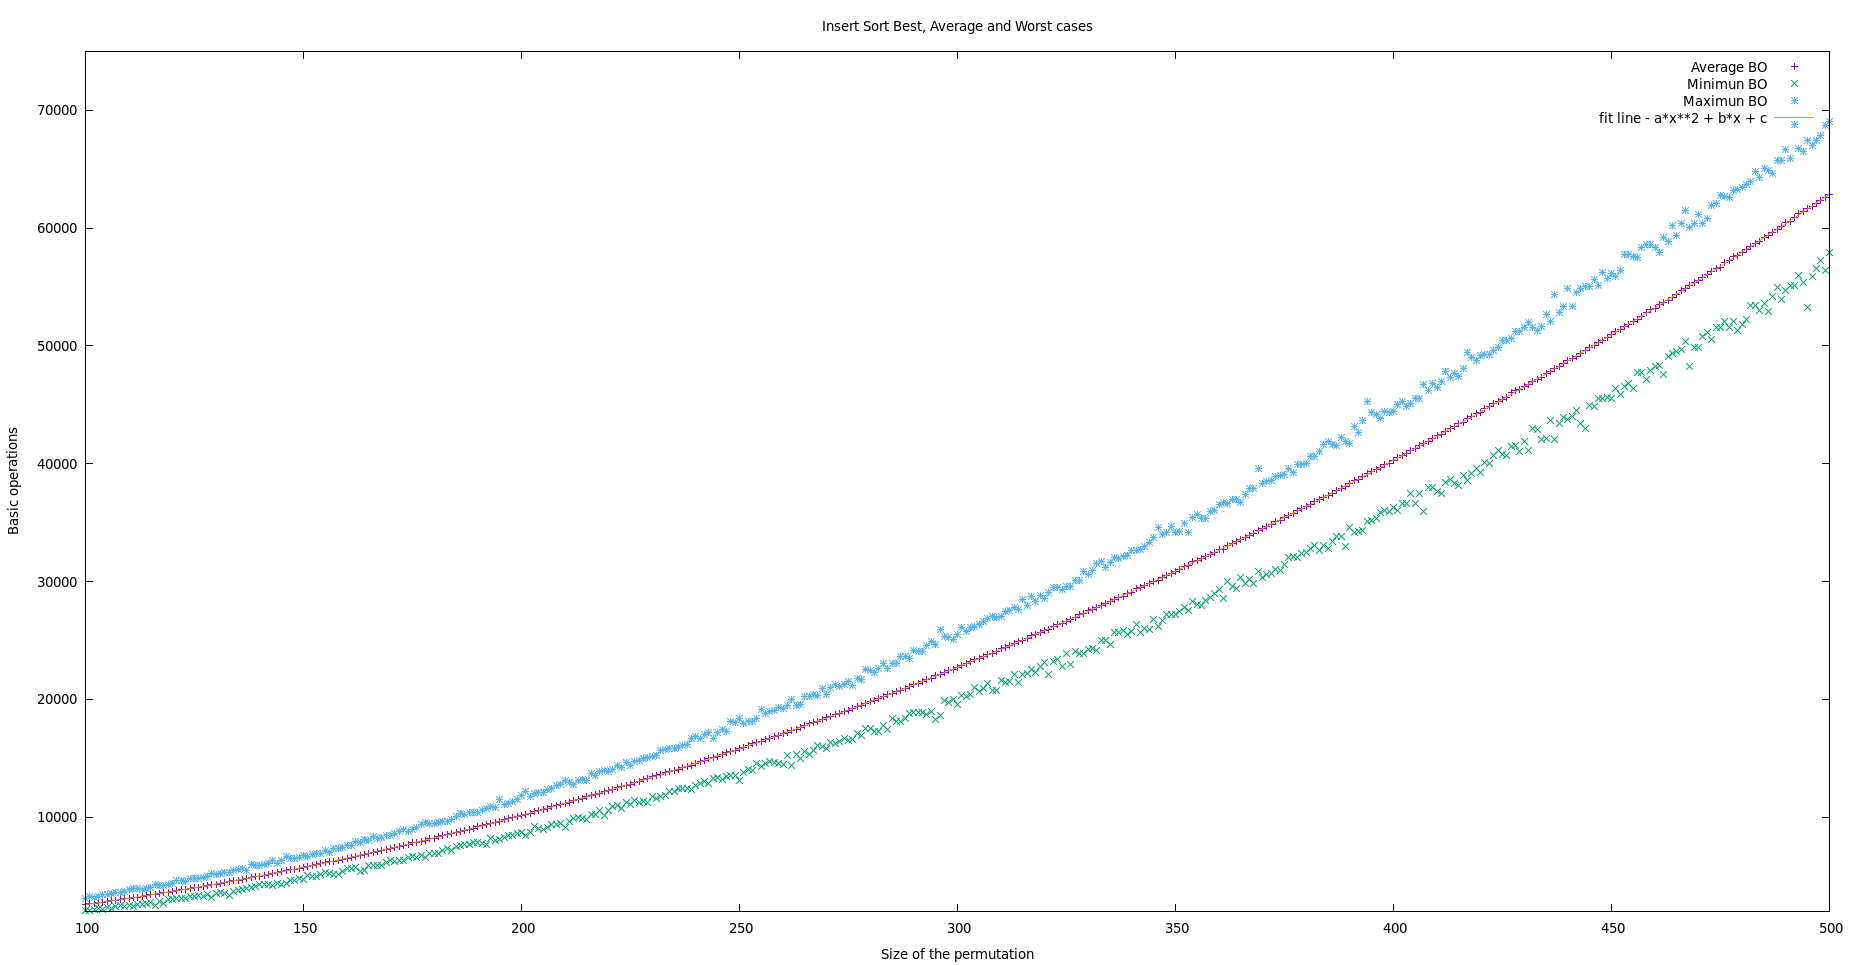 Insert Sort Best, Average and Worst cases
Average BO
Minimun BO
Maximun BO
fit line - a*x**2 + b*x + c
70000
60000
50000
40000
30000
20000
10000
Basic operations
100 150 200 250 300 350 400 450 500
Size of the permutation